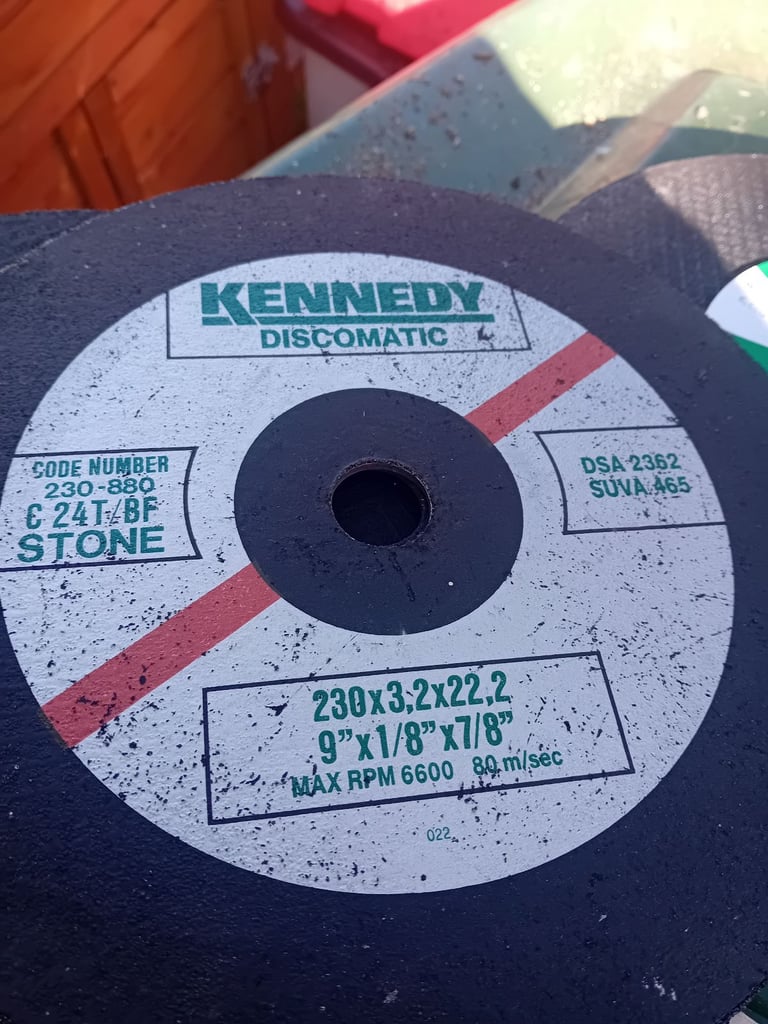 KENNEDY
DISCOMATIC
CODE NUMBER
230-880
C 24T/BF
STONE
DSA 2362
SUVA 465
230x3,2x22,2
9”x1/8”x7/8”
MAX RPM 6600 80 m/sec
022